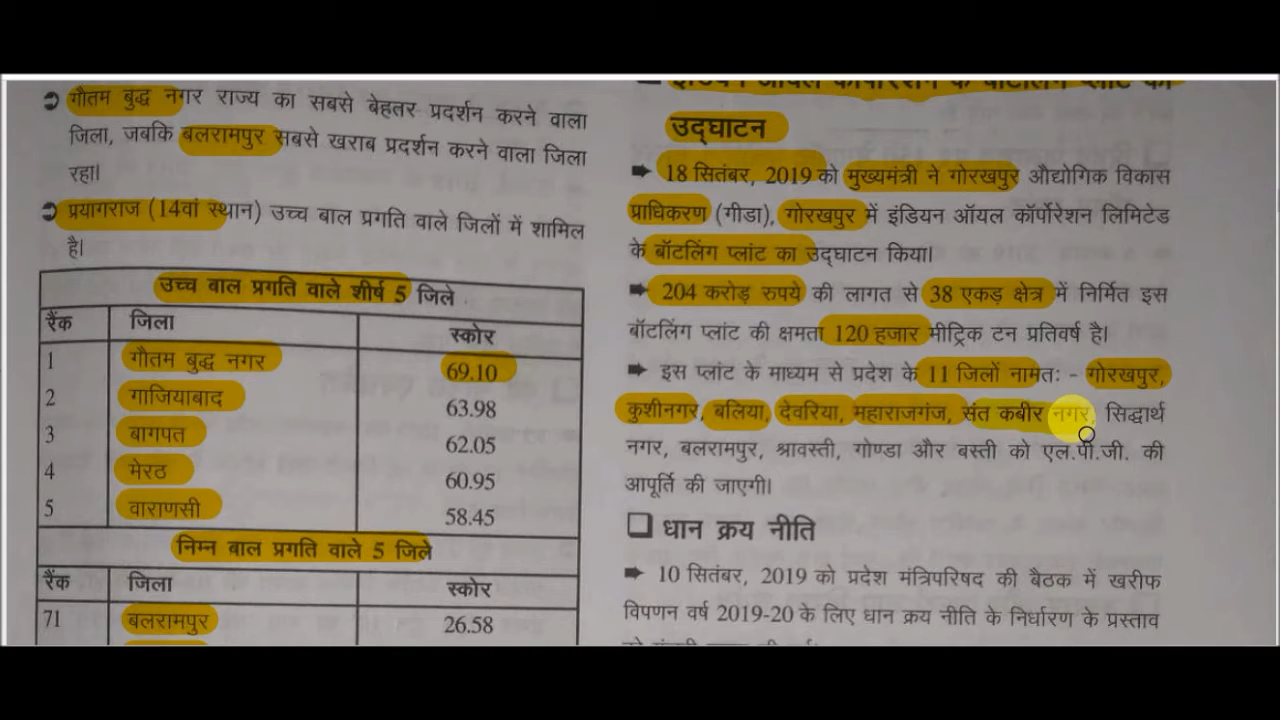 ➲ गौतम बुद्ध नगर राज्य का सबसे बेहतर प्रदर्शन करने वाला
जिला, जबकि बलरामपुर सबसे खराब प्रदर्शन करने वाला जिला
रहा।
➲ प्रयागराज (14वां स्थान) उच्च बाल प्रगति वाले जिलों में शामिल
है।
उच्च बाल प्रगति वाले शीर्ष 5 जिले
रैंक जिला स्कोर
1 गौतम बुद्ध नगर 69.10
2 गाजियाबाद 63.98
3 बागपत 62.05
4 मेरठ 60.95
5 वाराणसी 58.45
निम्न बाल प्रगति वाले 5 जिले
रैंक जिला स्कोर
71 बलरामपुर 26.58
इण्डियन ऑयल कॉर्पोरेशन के बॉटलिंग प्लांट का
उद्घाटन
➡ 18 सितंबर, 2019 को मुख्यमंत्री ने गोरखपुर औद्योगिक विकास
प्राधिकरण (गीडा), गोरखपुर में इंडियन ऑयल कॉर्पोरेशन लिमिटेड
के बॉटलिंग प्लांट का उद्घाटन किया।
➡ 204 करोड़ रुपये की लागत से 38 एकड़ क्षेत्र में निर्मित इस
बॉटलिंग प्लांट की क्षमता 120 हजार मीट्रिक टन प्रतिवर्ष है।
➡ इस प्लांट के माध्यम से प्रदेश के 11 जिलों नामतः - गोरखपुर,
कुशीनगर, बलिया, देवरिया, महाराजगंज, संत कबीर नगर, सिद्धार्थ
नगर, बलरामपुर, श्रावस्ती, गोण्डा और बस्ती को एल.पी.जी. की
आपूर्ति की जाएगी।
❑ धान क्रय नीति
➡ 10 सितंबर, 2019 को प्रदेश मंत्रिपरिषद की बैठक में खरीफ
विपणन वर्ष 2019-20 के लिए धान क्रय नीति के निर्धारण के प्रस्ताव